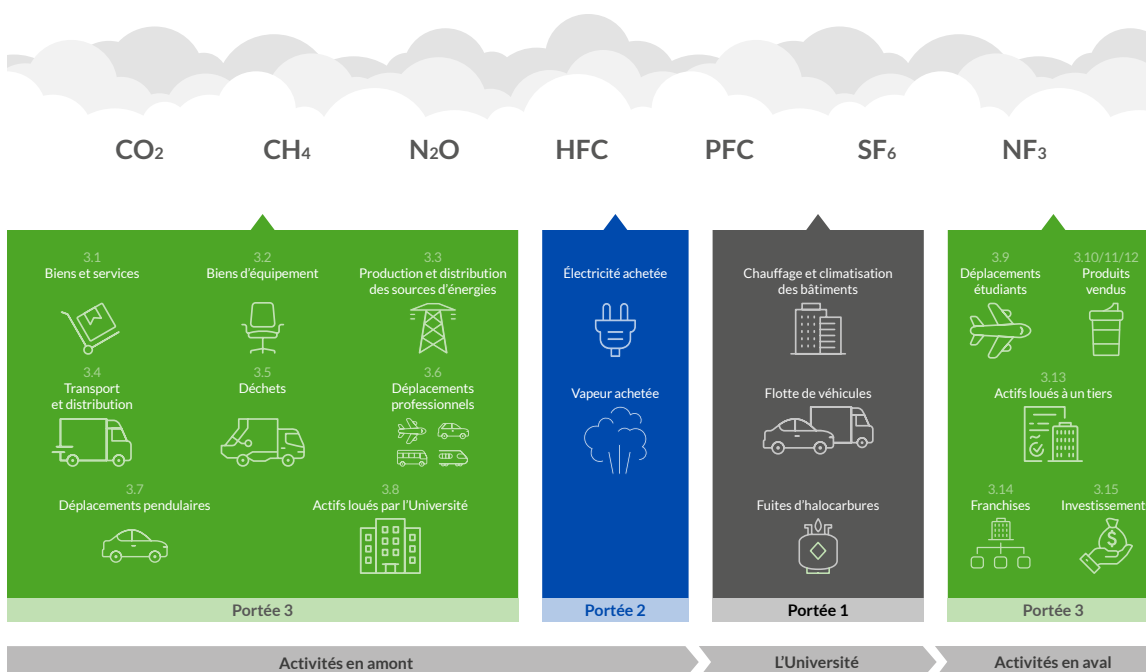 CO2 CH4 N2O HFC PFC SF6 NF3
3.1
Biens et services
3.2
Biens d'équipement
3.3
Production et distribution
des sources d'énergies
3.4
Transport
et distribution
3.5
Déchets
3.6
Déplacements
professionnels
3.7
Déplacements pendulaires
3.8
Actifs loués par l'Université
Portée 3
Électricité achetée
Vapeur achetée
Portée 2
Chauffage et climatisation
des bâtiments
Flotte de véhicules
Fuites d'halocarbures
Portée 1
3.9
Déplacements
étudiants
3.10/11/12
Produits
vendus
3.13
Actifs loués à un tiers
3.14
Franchises
3.15
Investissement
$
Portée 3
Activités en amont
L'Université
Activités en aval